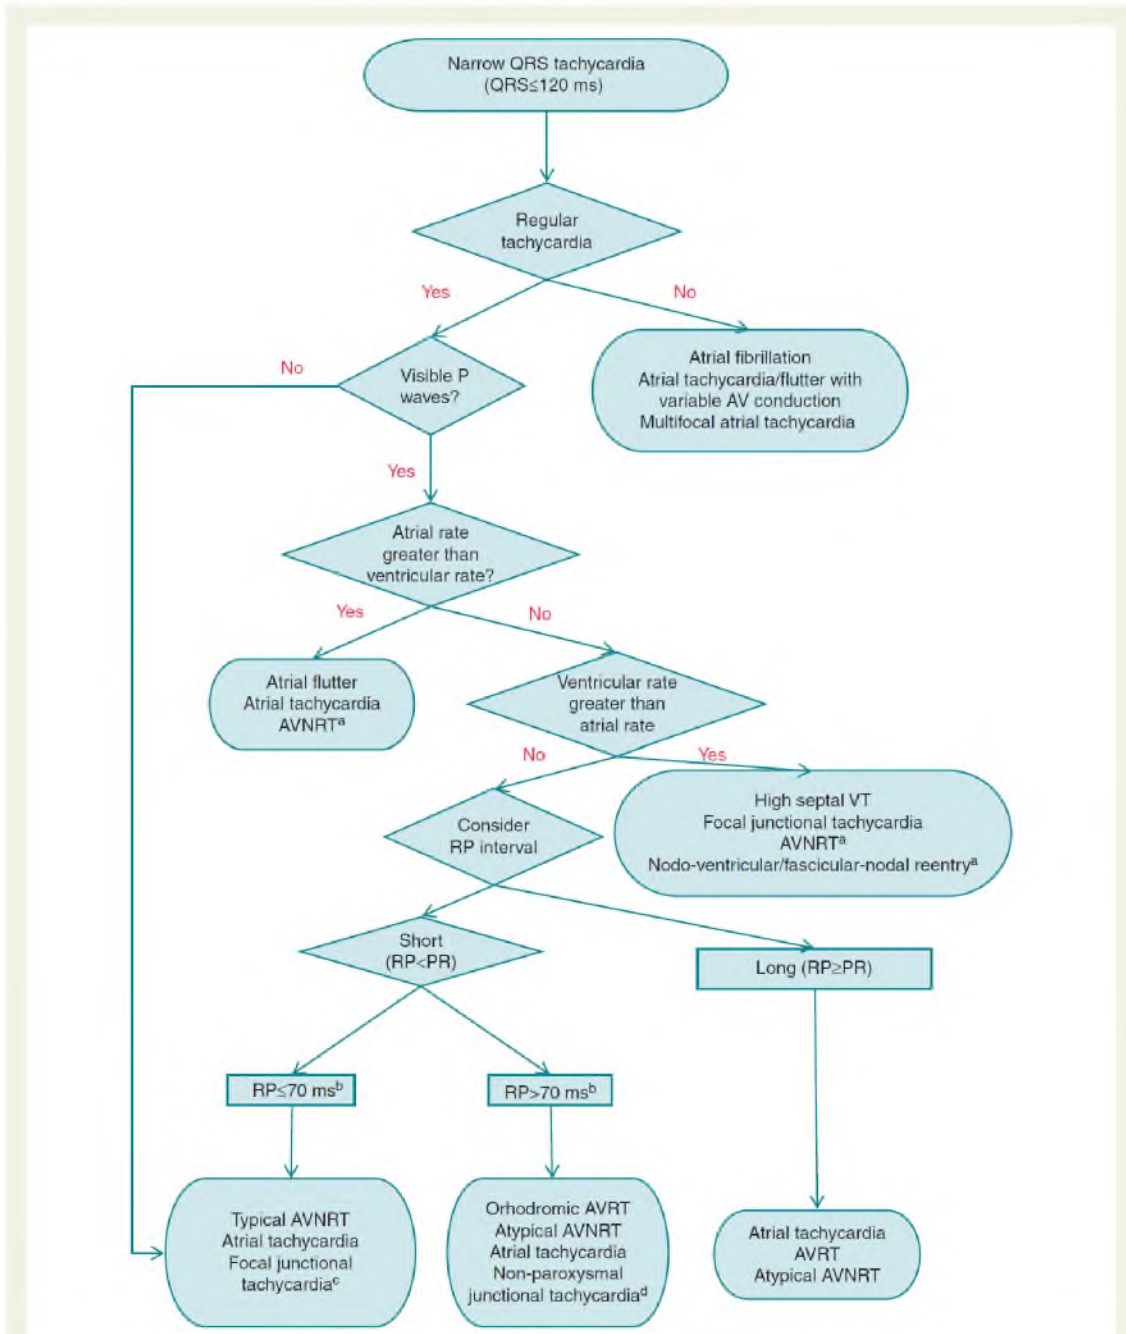 Narrow QRS tachycardia
(QRS≤120 ms)
Regular
tachycardia
Yes
No
Atrial fibrillation
Atrial tachycardia/flutter with
variable AV conduction
Multifocal atrial tachycardia
No
Visible P
waves?
Yes
Atrial rate
greater than
ventricular rate?
Yes
No
Atrial flutter
Atrial tachycardia
AVNRTᵃ
Ventricular rate
greater than
atrial rate
No
Yes
High septal VT
Focal junctional tachycardia
AVNRTᵃ
Nodo-ventricular/fascicular-nodal reentryᵃ
Consider
RP interval
Short
(RP<PR)
Long (RP≥PR)
RP≤70 msᵇ
RP>70 msᵇ
Typical AVNRT
Atrial tachycardia
Focal junctional
tachycardiaᶜ
Orhodromic AVRT
Atypical AVNRT
Atrial tachycardia
Non-paroxysmal
junctional tachycardiaᵈ
Atrial tachycardia
AVRT
Atypical AVNRT